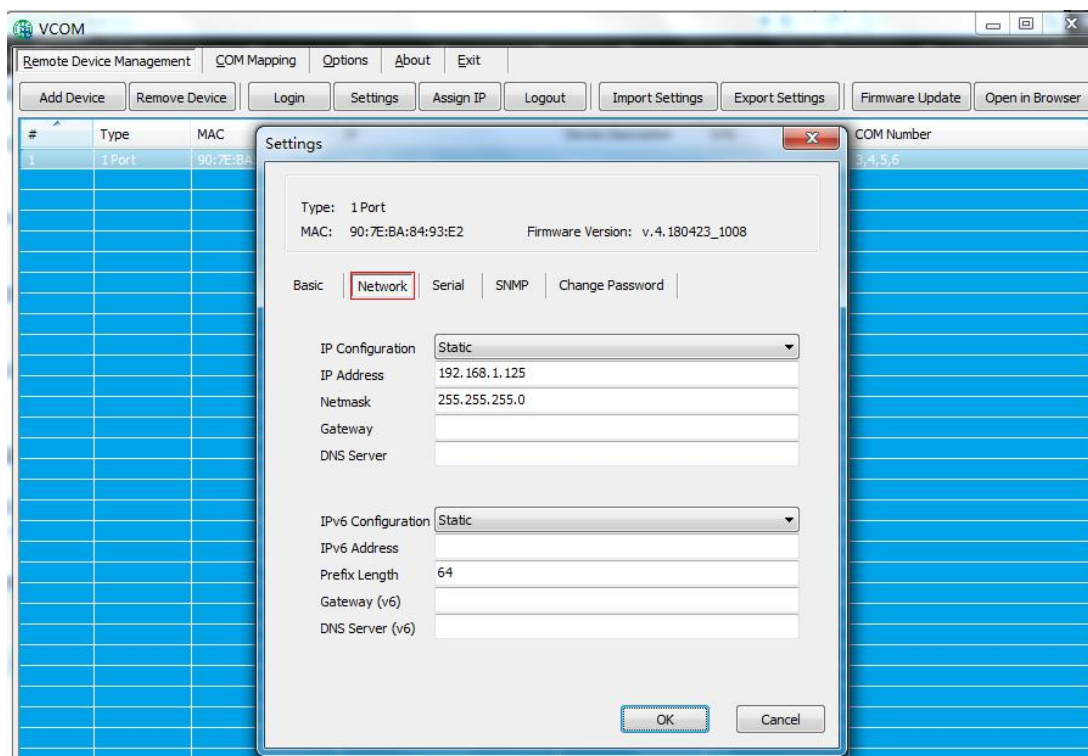 VCOM
Remote Device Management COM Mapping Options About Exit
Add Device Remove Device Login Settings Assign IP Logout Import Settings Export Settings Firmware Update Open in Browser
# Type MAC COM Number
1 1 Port 90:7E:BA 3,4,5,6
Settings
Type: 1 Port
MAC: 90:7E:BA:84:93:E2 Firmware Version: v.4.180423_1008
Basic Network Serial SNMP Change Password
IP Configuration Static
IP Address 192.168.1.125
Netmask 255.255.255.0
Gateway
DNS Server
IPv6 Configuration Static
IPv6 Address
Prefix Length 64
Gateway (v6)
DNS Server (v6)
OK Cancel